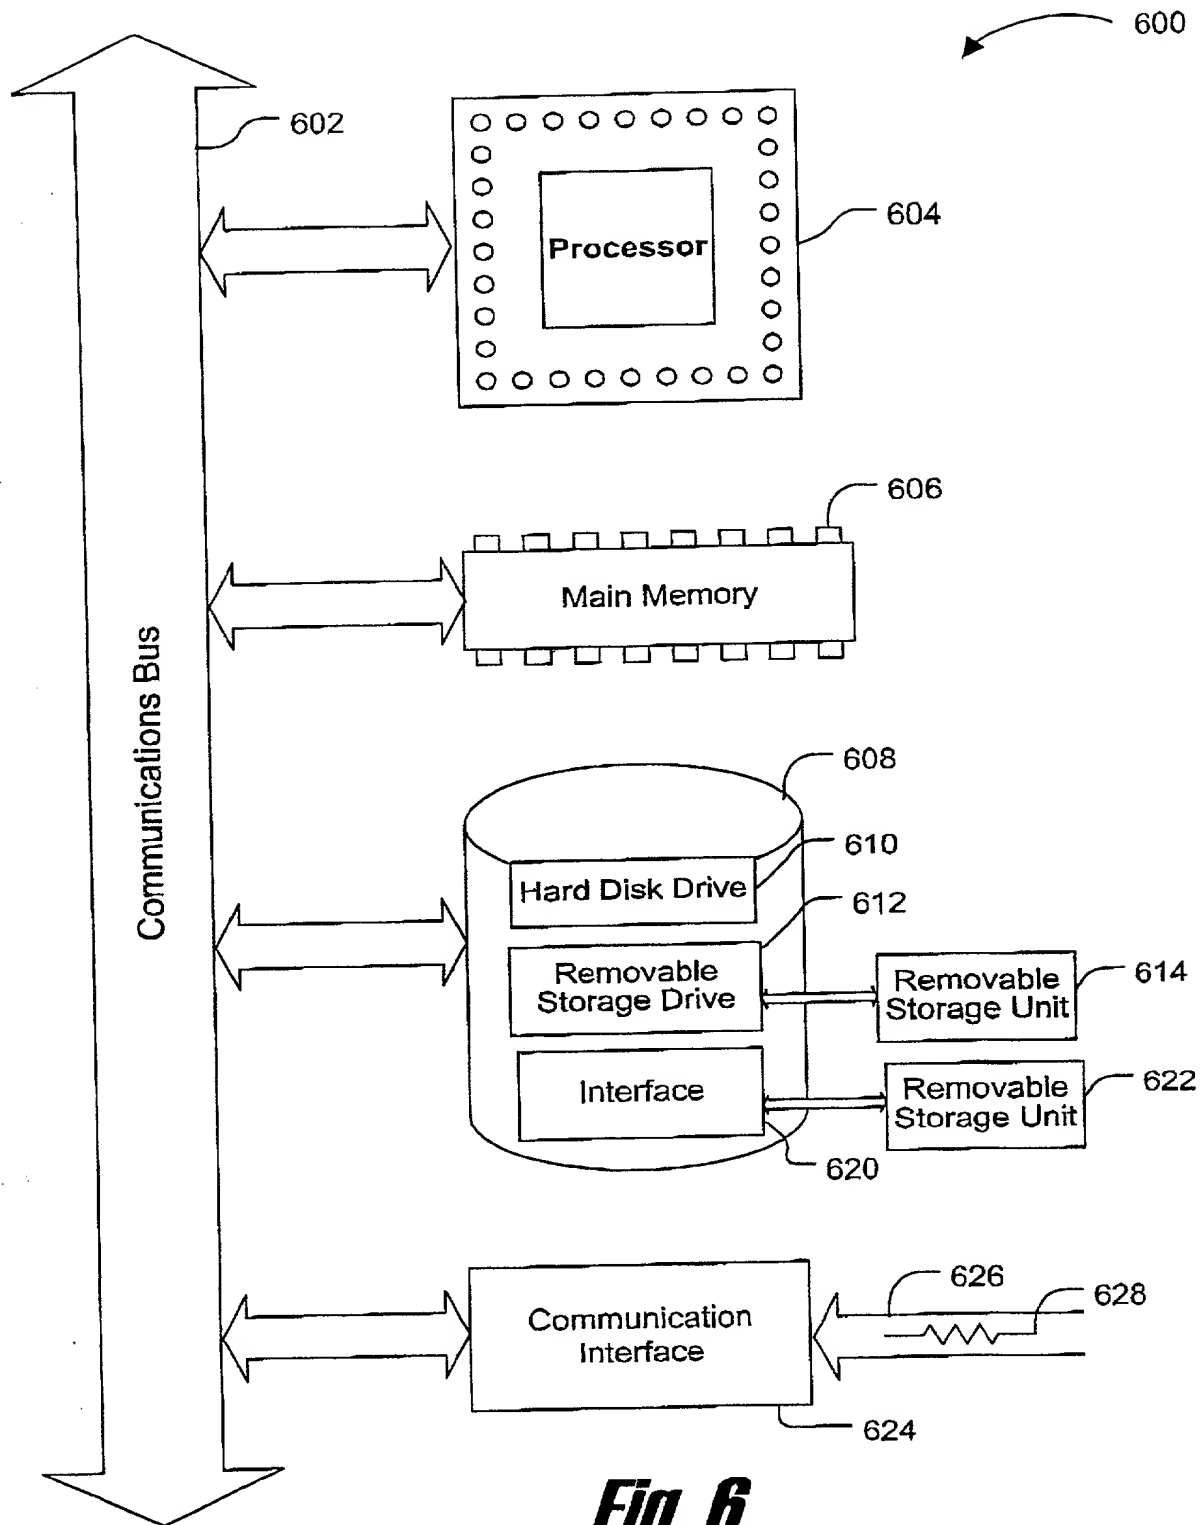 600
602
Processor
604
606
Main Memory
Communications Bus
608
Hard Disk Drive
610
612
Removable
Storage Drive
Removable
Storage Unit
614
Interface
620
Removable
Storage Unit
622
626
628
Communication
Interface
624
Fig 6